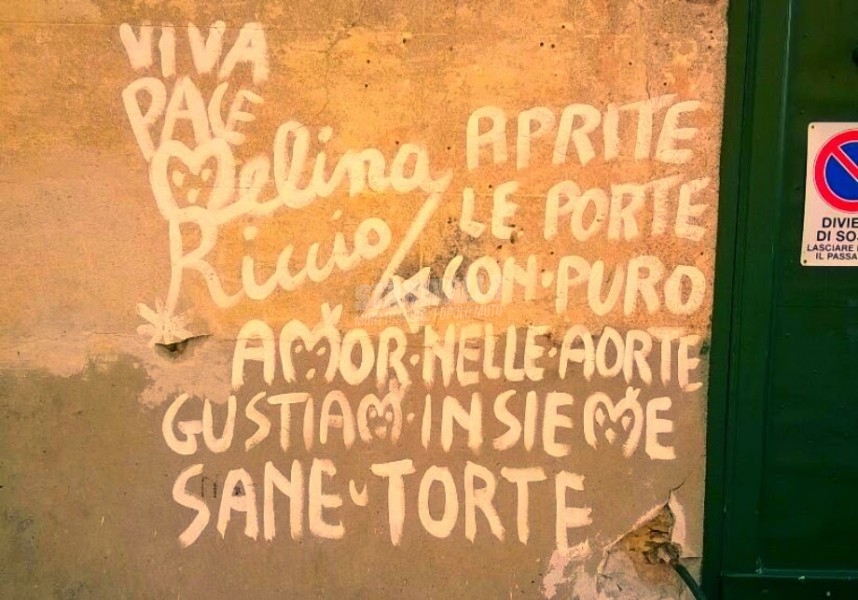 VIVA
PACE
Melina
Riccio
APRITE
LE PORTE
CON·PURO
AMOR·NELLE·AORTE
GUSTIAM·INSIEME
SANE TORTE
DI SO
LASCIARE
IL PASSA